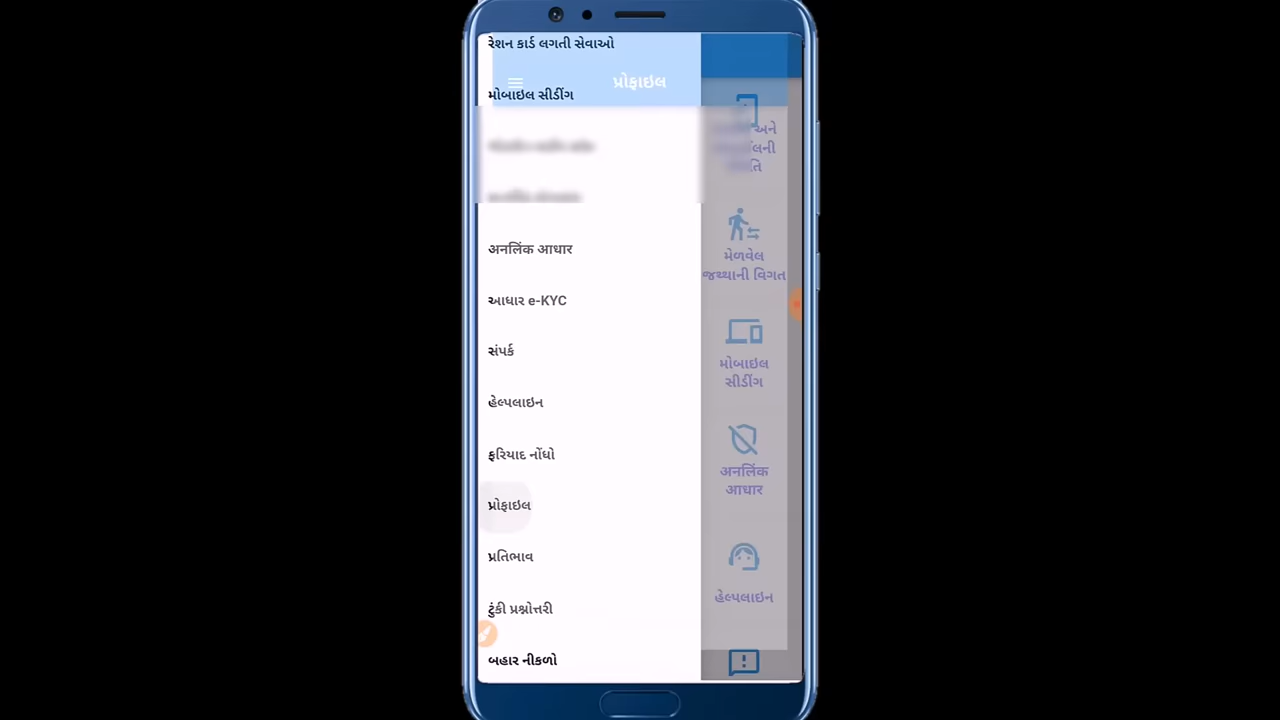 રેશન કાર્ડ લગતી સેવાઓ
પ્રોફાઇલ
મોબાઇલ સીડીંગ
અનલિંક આધાર
આધાર e-KYC
સંપર્ક
હેલ્પલાઇન
ફરિયાદ નોંધો
પ્રોફાઇલ
પ્રતિભાવ
ટુંકી પ્રશ્નોત્તરી
બહાર નીકળો
અને
મેળવેલ
જથ્થાની વિગત
મોબાઇલ
સીડીંગ
અનલિંક
આધાર
હેલ્પલાઇન